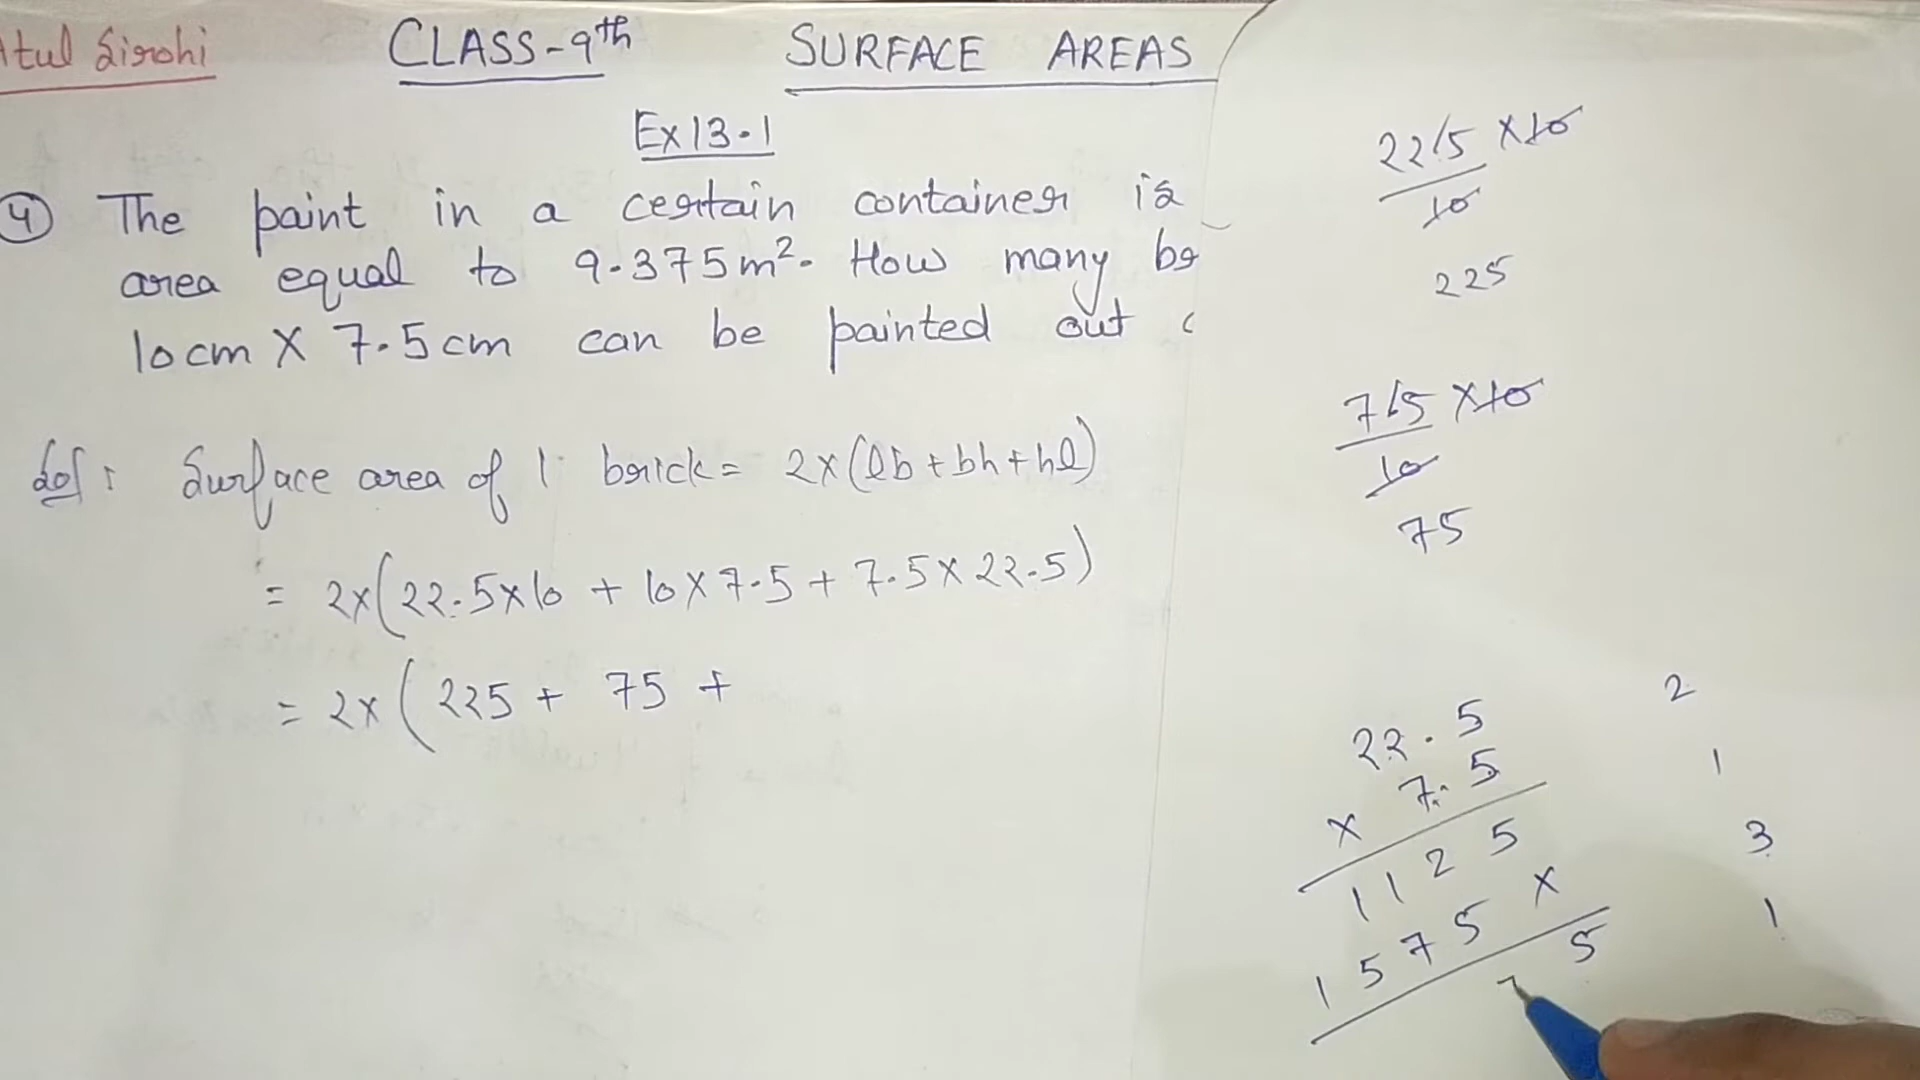 Atul Sirohi
CLASS-9th
SURFACE AREAS
Ex 13.1
4 The paint in a certain container is
area equal to 9.375m². How many br
10cm X 7.5cm can be painted out
Sol: Surface area of 1 brick = 2x(lb+bh+hl)
= 2x(22.5x10 + 10x7.5 + 7.5x22.5)
= 2x( 225 + 75 +
22.5 x10
10
225
7.5 x10
10
75
22.5
x 7.5
1125
1575x
75
2
1
3
1